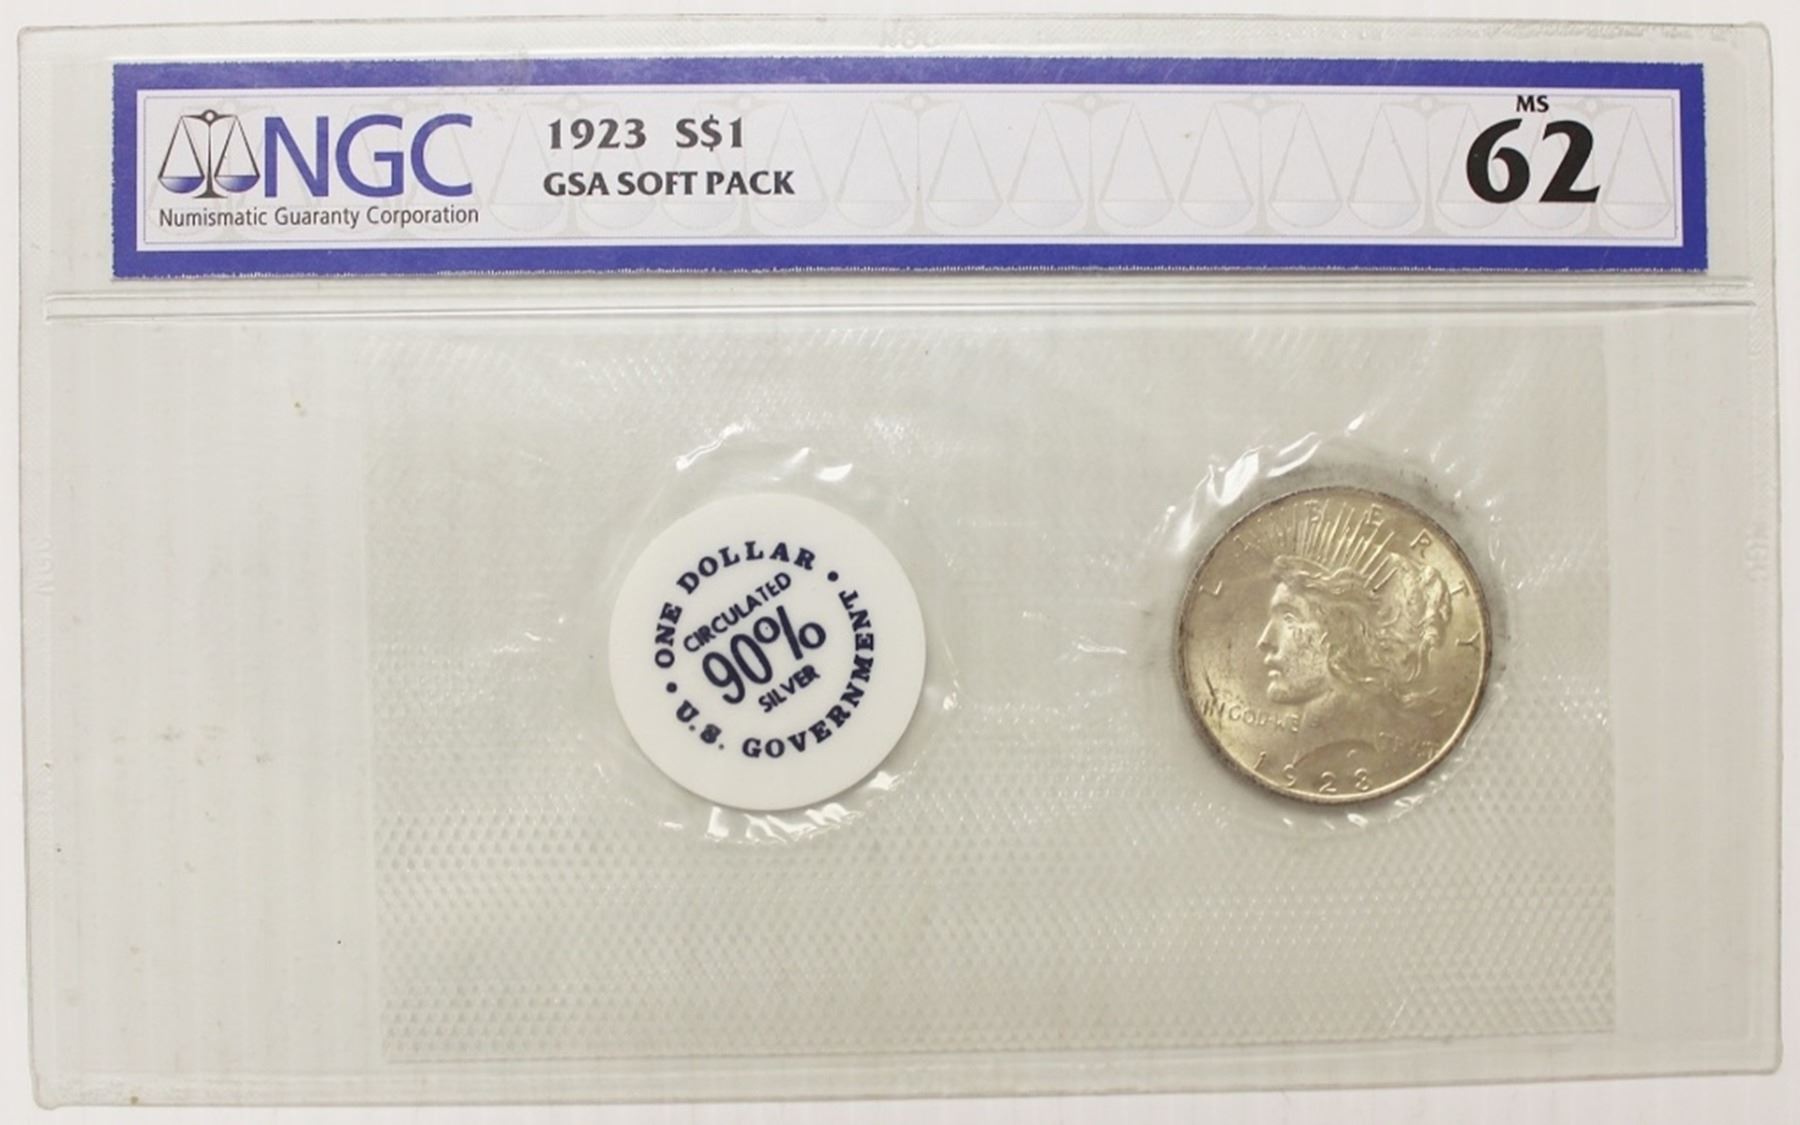 NGC
Numismatic Guaranty Corporation
1923 S$1
GSA SOFT PACK
MS
62
ONE DOLLAR •
U.S. GOVERNMENT •
CIRCULATED
90%
SILVER
LIBERTY
IN GOD WE
1923